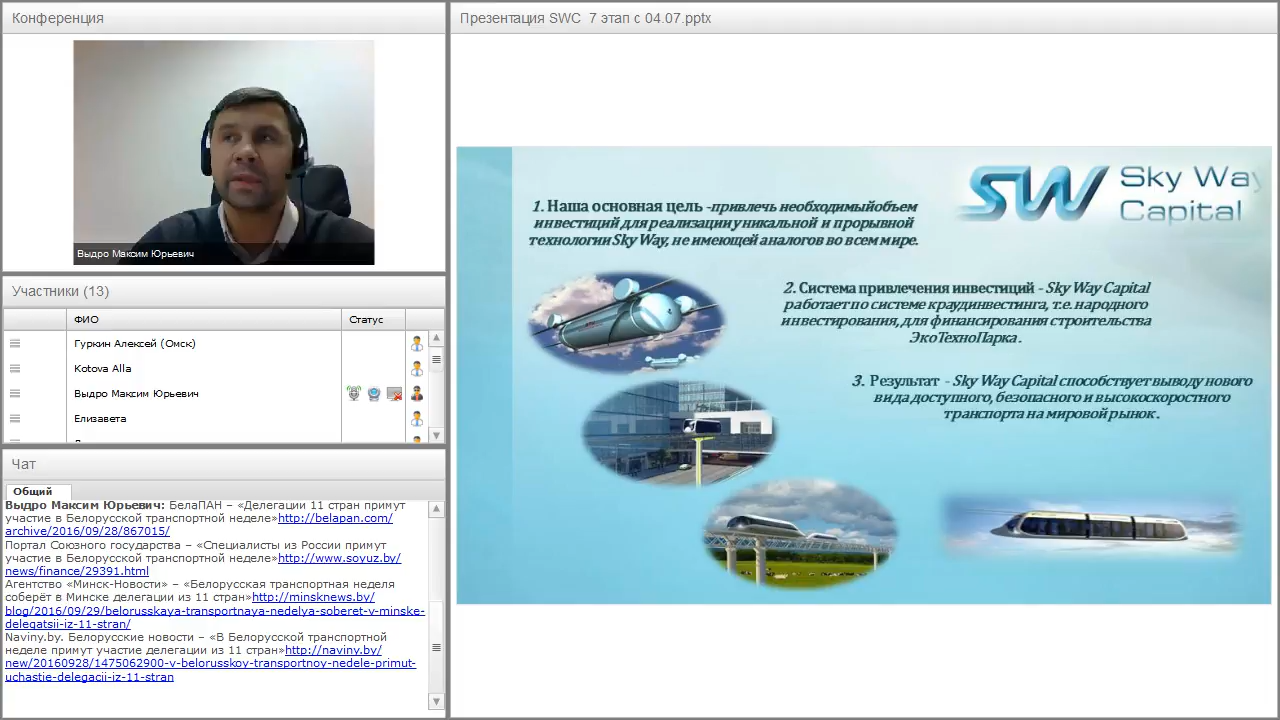 Конференция
Выдро Максим Юрьевич
Участники (13)
ФИО
Статус
Гуркин Алексей (Омск)
Kotova Alla
Выдро Максим Юрьевич
Елизавета
Чат
Общий
Выдро Максим Юрьевич: БелаПАН – «Делегации 11 стран примут
участие в Белорусской транспортной неделе»http://belapan.com/
archive/2016/09/28/867015/
Портал Союзного государства – «Специалисты из России примут
участие в Белорусской транспортной неделе»http://www.soyuz.by/
news/finance/29391.html
Агентство «Минск-Новости» – «Белорусская транспортная неделя
соберёт в Минске делегации из 11 стран»http://minsknews.by/
blog/2016/09/29/belorusskaya-transportnaya-nedelya-soberet-v-minske-
delegatsii-iz-11-stran/
Naviny.by. Белорусские новости – «В Белорусской транспортной
неделе примут участие делегации из 11 стран»http://naviny.by/
new/20160928/1475062900-v-belorusskoy-transportnoy-nedele-primut-
uchastie-delegacii-iz-11-stran
Презентация SWC 7 этап с 04.07.pptx
SW Sky Way
Capital
1. Наша основная цель -привлечь необходимыйобъем
инвестиций для реализации уникальной и прорывной
технологии Sky Way, не имеющей аналогов во всем мире.
2. Система привлечения инвестиций - Sky Way Capital
работает по системе краудинвестинга, т.е. народного
инвестирования, для финансирования строительства
ЭкоТехноПарка .
3. Результат - Sky Way Capital способствует выводу нового
вида доступного, безопасного и высокоскоростного
транспорта на мировой рынок .